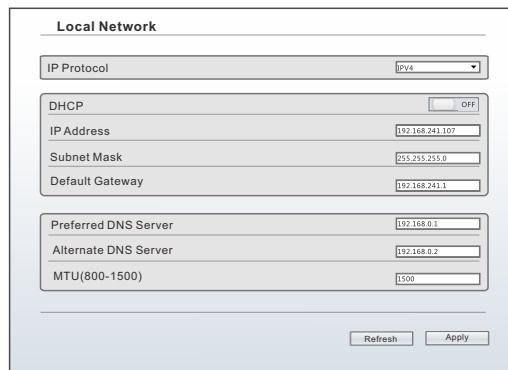 Local Network
IP Protocol IPV4
DHCP OFF
IP Address 192.168.241.107
Subnet Mask 255.255.255.0
Default Gateway 192.168.241.1
Preferred DNS Server 192.168.0.1
Alternate DNS Server 192.168.0.2
MTU(800-1500) 1500
Refresh Apply